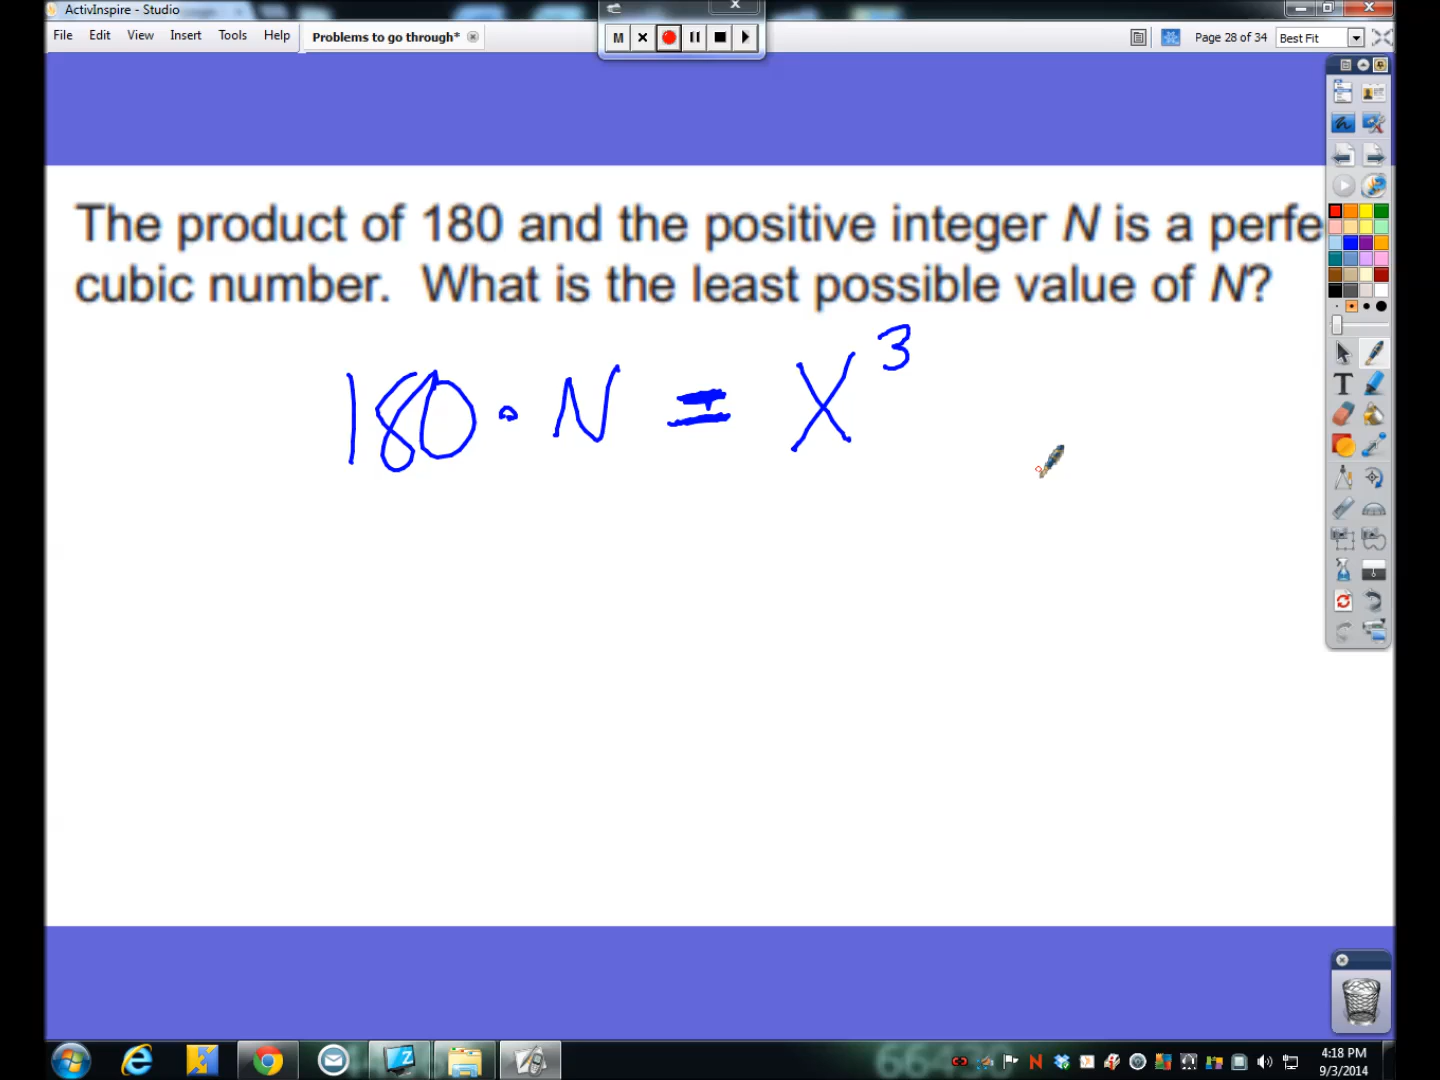 ActivInspire - Studio
File Edit View Insert Tools Help Problems to go through* Page 28 of 34 Best Fit
M
The product of 180 and the positive integer N is a perfe
cubic number. What is the least possible value of N?
180 · N = X³
4:18 PM
9/3/2014